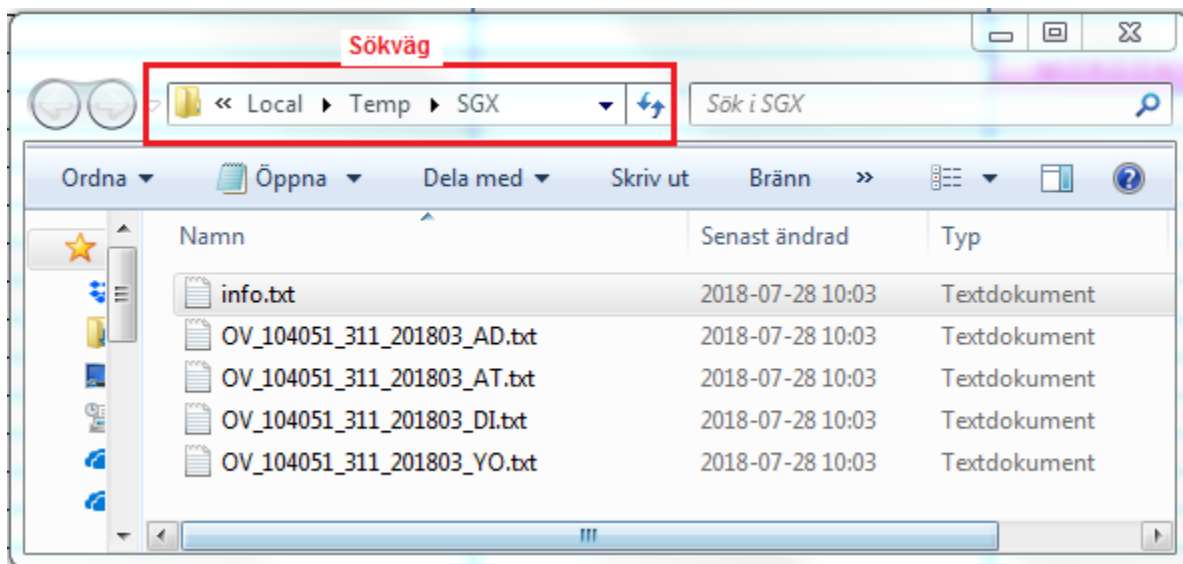 Sökväg
« Local Temp SGX Sök i SGX
Ordna Öppna Dela med Skriv ut Bränn »
Namn Senast ändrad Typ
info.txt 2018-07-28 10:03 Textdokument
OV_104051_311_201803_AD.txt 2018-07-28 10:03 Textdokument
OV_104051_311_201803_AT.txt 2018-07-28 10:03 Textdokument
OV_104051_311_201803_DI.txt 2018-07-28 10:03 Textdokument
OV_104051_311_201803_YO.txt 2018-07-28 10:03 Textdokument